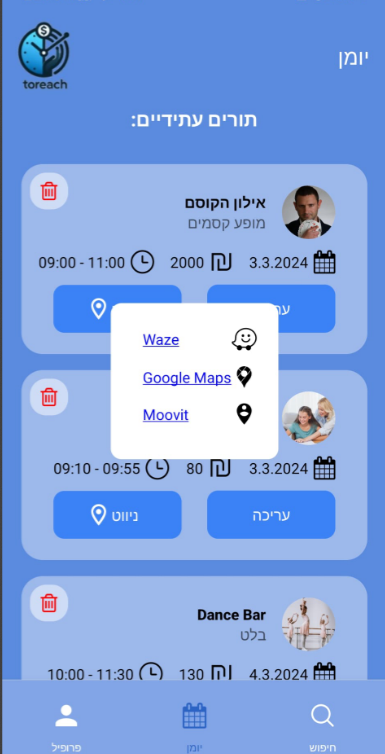 יומן
toreach
תורים עתידיים:
אילון הקוסם
מופע קסמים
3.3.2024 2000 ₪ 09:00 - 11:00
Waze
Google Maps
Moovit
3.3.2024 80 ₪ 09:10 - 09:55
עריכה ניווט
Dance Bar
בלט
4.3.2024 130 ₪ 10:00 - 11:30
חיפוש יומן פרופיל